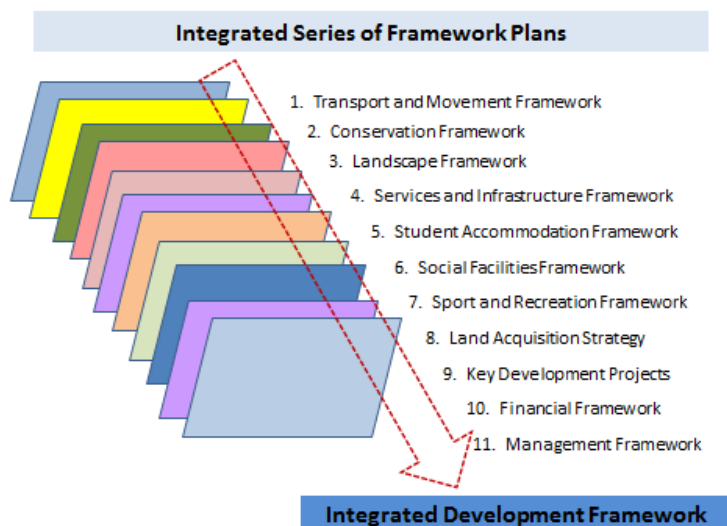 Integrated Series of Framework Plans
1. Transport and Movement Framework
2. Conservation Framework
3. Landscape Framework
4. Services and Infrastructure Framework
5. Student Accommodation Framework
6. Social Facilities Framework
7. Sport and Recreation Framework
8. Land Acquisition Strategy
9. Key Development Projects
10. Financial Framework
11. Management Framework
Integrated Development Framework